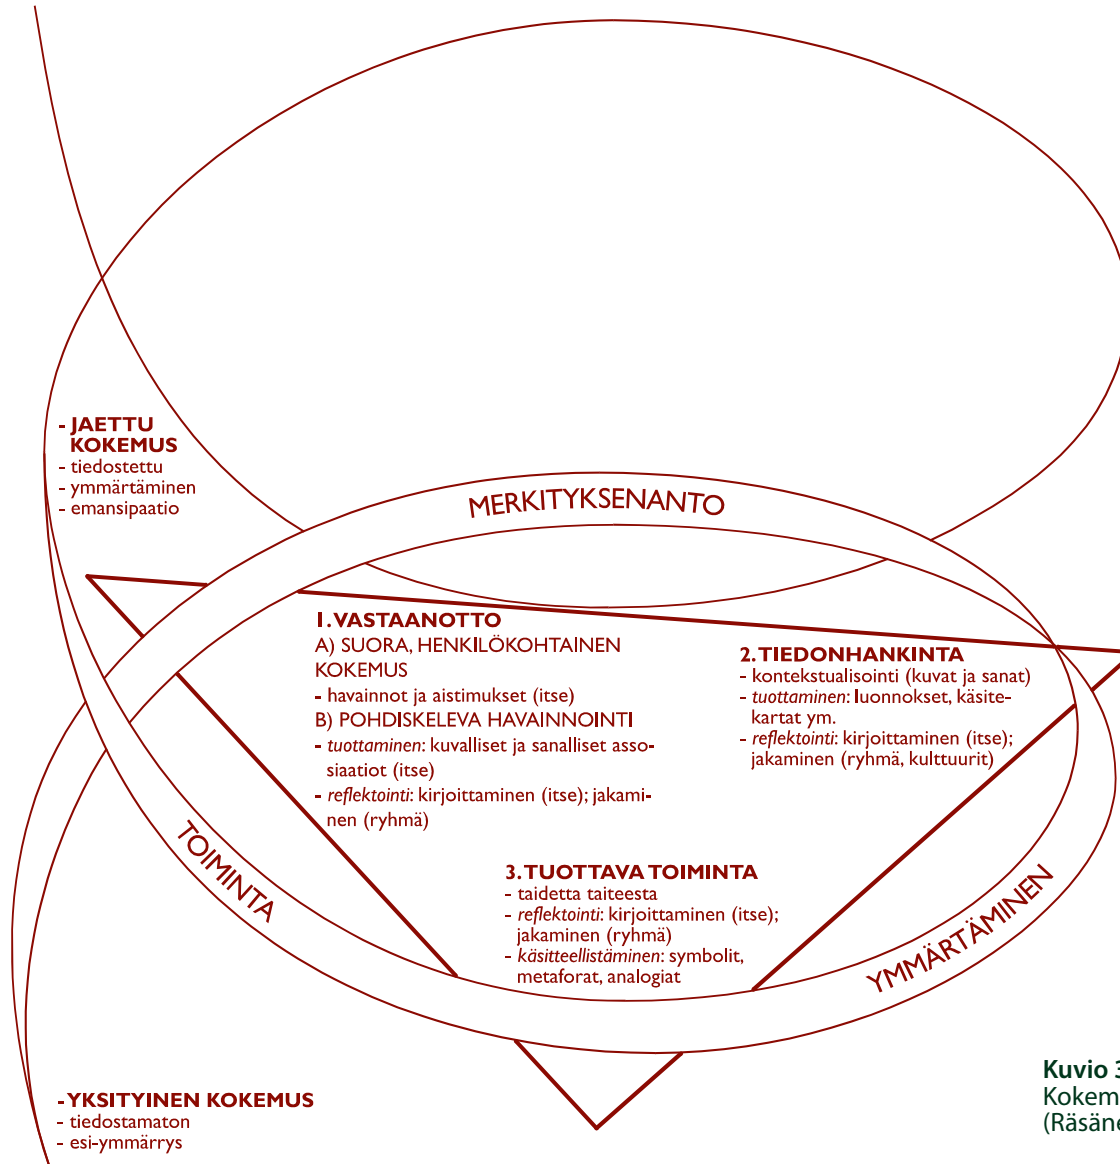 - JAETTU
KOKEMUS
- tiedostettu
- ymmärtäminen
- emansipaatio
MERKITYKSENANTO
1. VASTAANOTTO
A) SUORA, HENKILÖKOHTAINEN
KOKEMUS
- havainnot ja aistimukset (itse)
B) POHDISKELEVA HAVAINNOINTI
- tuottaminen: kuvalliset ja sanalliset asso-
siaatiot (itse)
- reflektointi: kirjoittaminen (itse); jakami-
nen (ryhmä)
2. TIEDONHANKINTA
- kontekstualisointi (kuvat ja sanat)
- tuottaminen: luonnokset, käsite-
kartat ym.
- reflektointi: kirjoittaminen (itse);
jakaminen (ryhmä, kulttuurit)
3. TUOTTAVA TOIMINTA
- taidetta taiteesta
- reflektointi: kirjoittaminen (itse);
jakaminen (ryhmä)
- käsitteellistäminen: symbolit,
metaforat, analogiat
TOIMINTA
YMMÄRTÄMINEN
- YKSITYINEN KOKEMUS
- tiedostamaton
- esi-ymmärrys
Kuvio 3
Kokem
(Räsäne